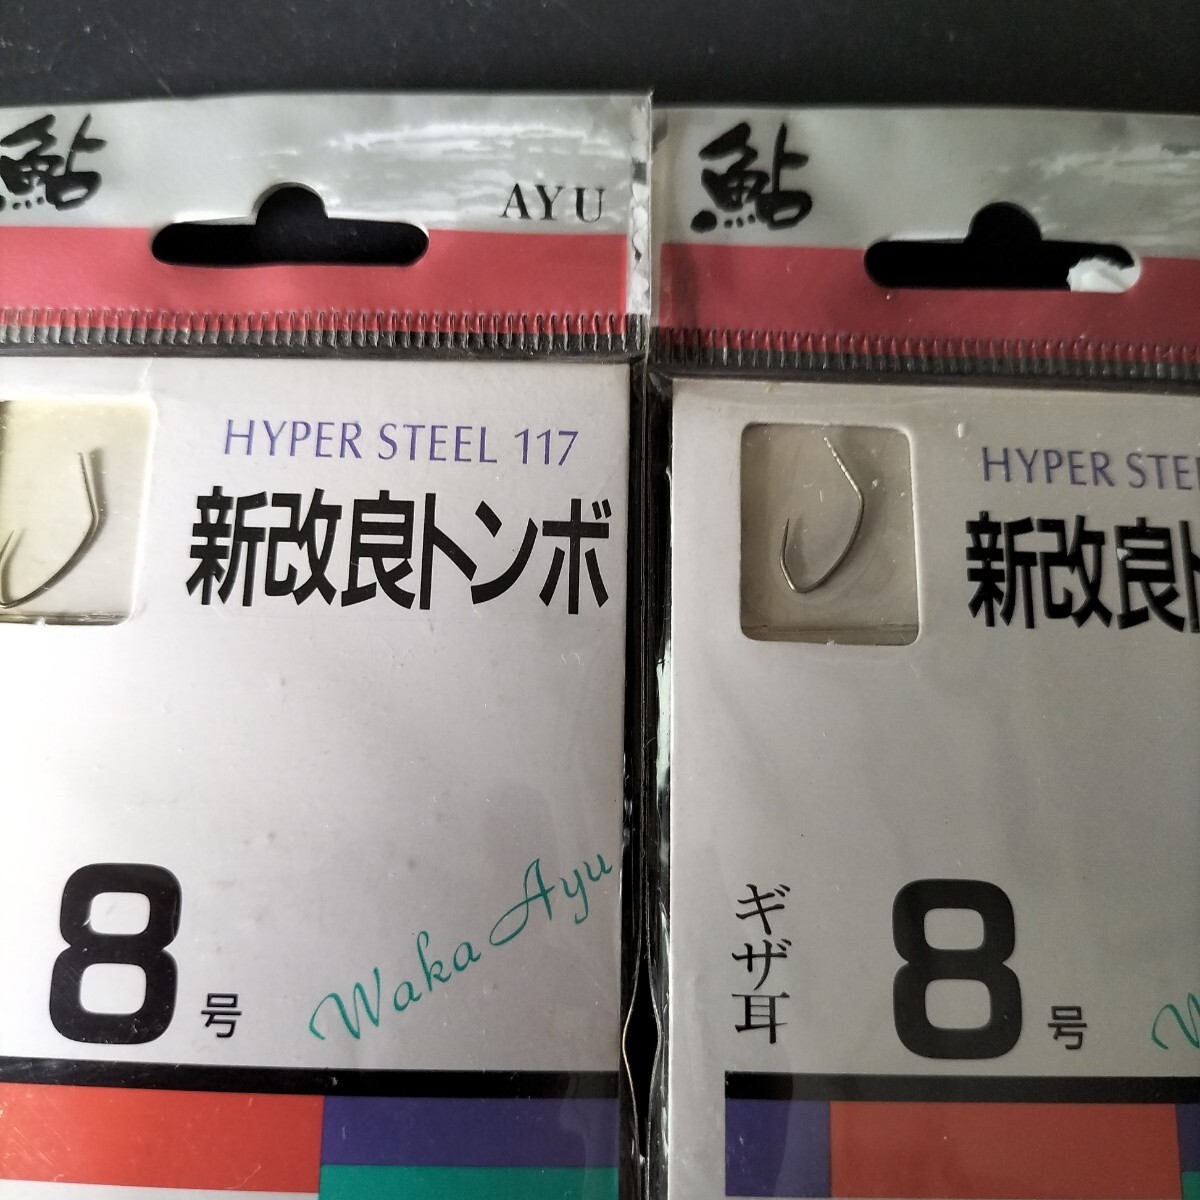 鮎
AYU
HYPER STEEL 117
新改良トンボ
8号
Waka Ayu
鮎
HYPER STEE
新改良ト
ギザ耳
8号
W